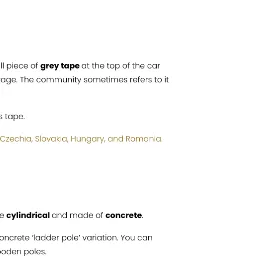 ll piece of grey tape at the top of the car
age. The community sometimes refers to it
s tape.
Czechia, Slovakia, Hungary, and Romania.
e cylindrical and made of concrete.
oncrete 'ladder pole' variation. You can
oden poles.